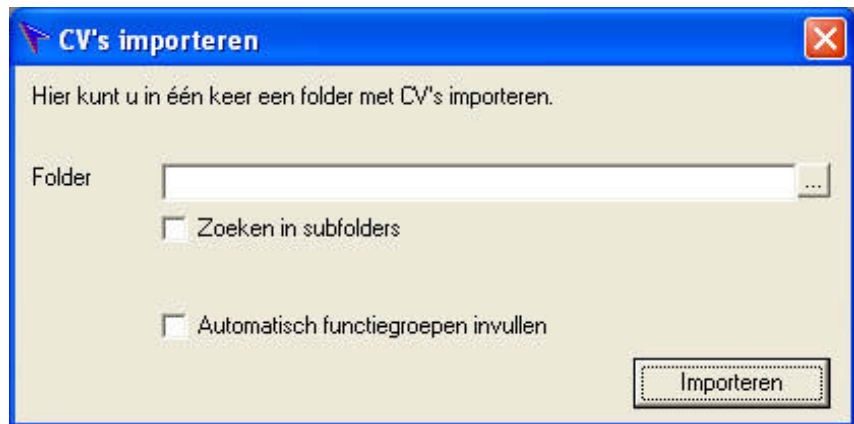 CV's importeren
Hier kunt u in één keer een folder met CV's importeren.
Folder
...
Zoeken in subfolders
Automatisch functiegroepen invullen
Importeren